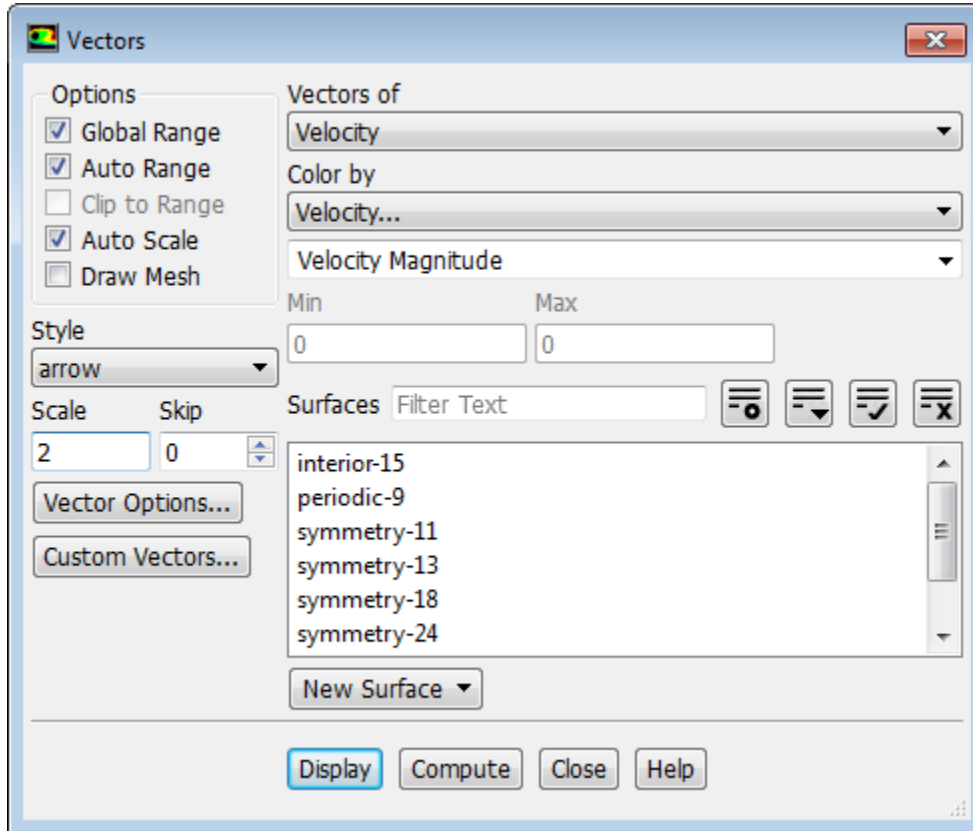 Vectors
Options
Global Range
Auto Range
Clip to Range
Auto Scale
Draw Mesh
Style
arrow
Scale Skip
2 0
Vector Options...
Custom Vectors...
Vectors of
Velocity
Color by
Velocity...
Velocity Magnitude
Min Max
0 0
Surfaces Filter Text
interior-15
periodic-9
symmetry-11
symmetry-13
symmetry-18
symmetry-24
New Surface
Display Compute Close Help